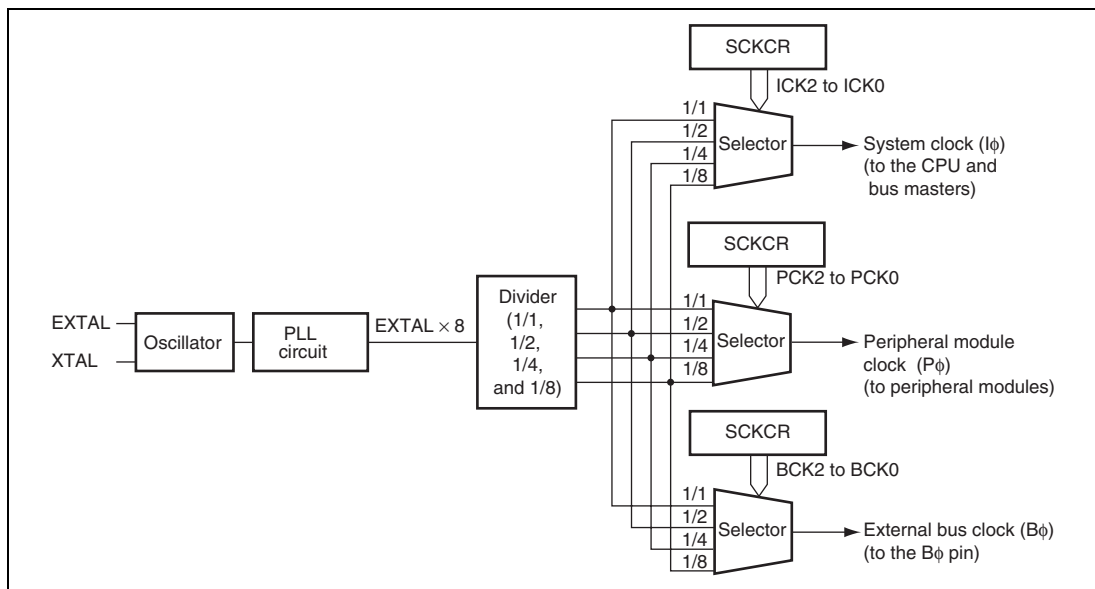 SCKCR
ICK2 to ICK0
1/1
1/2
1/4
1/8
Selector
System clock (Iϕ)
(to the CPU and
bus masters)
SCKCR
PCK2 to PCK0
EXTAL
XTAL
Oscillator
PLL
circuit
EXTAL × 8
Divider
(1/1,
1/2,
1/4,
and 1/8)
1/1
1/2
1/4
1/8
Selector
Peripheral module
clock (Pϕ)
(to peripheral modules)
SCKCR
BCK2 to BCK0
1/1
1/2
1/4
1/8
Selector
External bus clock (Bϕ)
(to the Bϕ pin)